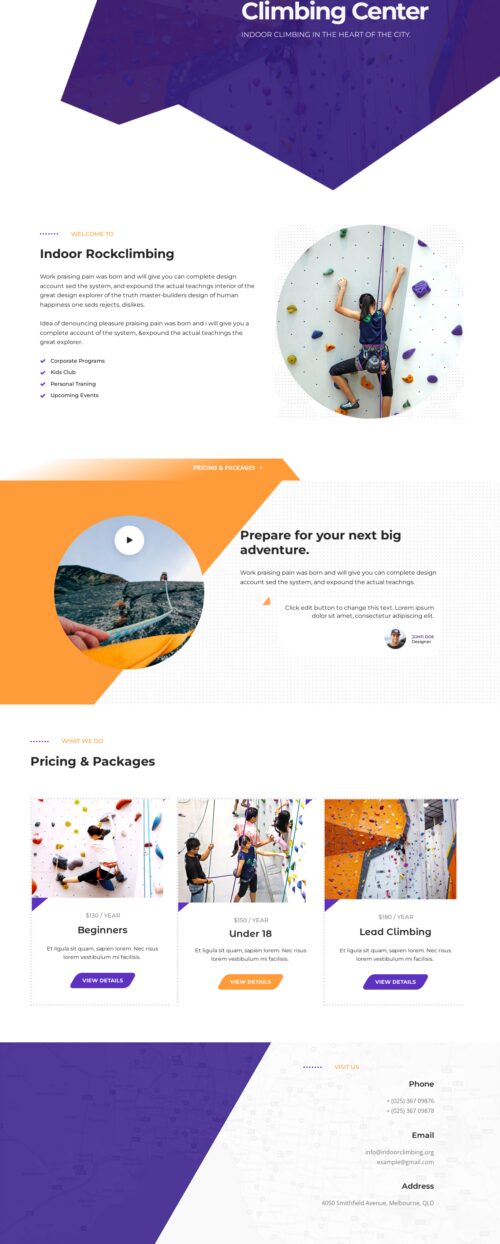 Climbing Center
INDOOR CLIMBING IN THE HEART OF THE CITY.
WELCOME TO
Indoor Rockclimbing
Work praising pain was born and will give you can complete design
account sed the system, and expound the actual teachngs interior of the
great design explorer of the truth master-builders design of human
happiness one seds rejects, dislikes.
Idea of denouncing pleasure praising pain was born and i will give you a
complete account of the system, &expound the actual teachings the
great explorer.
Corporate Programs
Kids Club
Personal Traning
Upcoming Events
PRICING & PACKAGES
Prepare for your next big
adventure.
Work praising pain was born and will give you can complete design
account sed the system, and expound the actual teachngs.
Click edit button to change this text. Lorem ipsum
dolor sit amet, consectetur adipiscing elit.
JOHN DOE
Designer
WHAT WE DO
Pricing & Packages
$130 / YEAR
Beginners
Et ligula sit quam, sapien lorem. Nec risus
lorem vestibulum mi facilisis.
VIEW DETAILS
$150 / YEAR
Under 18
Et ligula sit quam, sapien lorem. Nec risus
lorem vestibulum mi facilisis.
VIEW DETAILS
$180 / YEAR
Lead Climbing
Et ligula sit quam, sapien lorem. Nec risus
lorem vestibulum mi facilisis.
VIEW DETAILS
VISIT US
Phone
+ (025) 367 09876
+ (025) 367 09878
Email
info@indoorclimbing.org
example@gmail.com
Address
4050 Smithfield Avenue, Melbourne, QLD